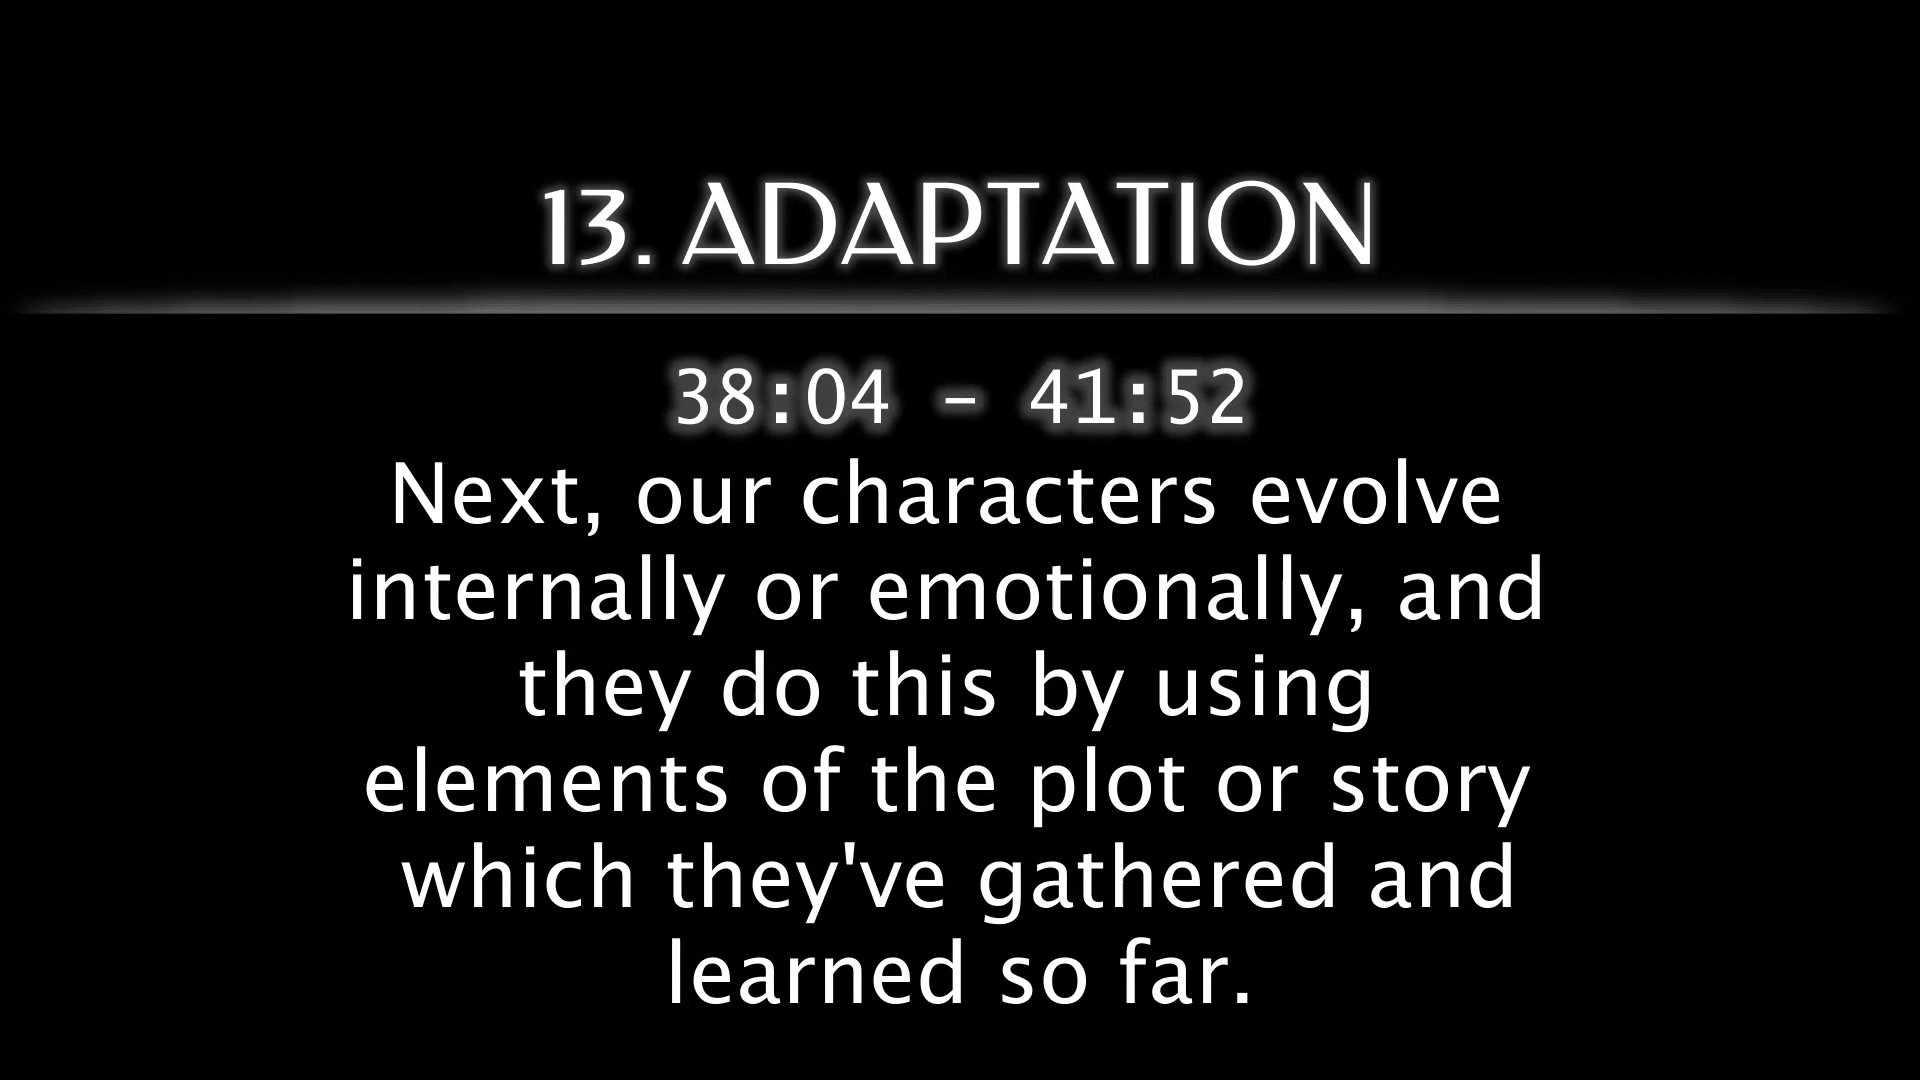 13. ADAPTATION
38:04 - 41:52
Next, our characters evolve
internally or emotionally, and
they do this by using
elements of the plot or story
which they've gathered and
learned so far.